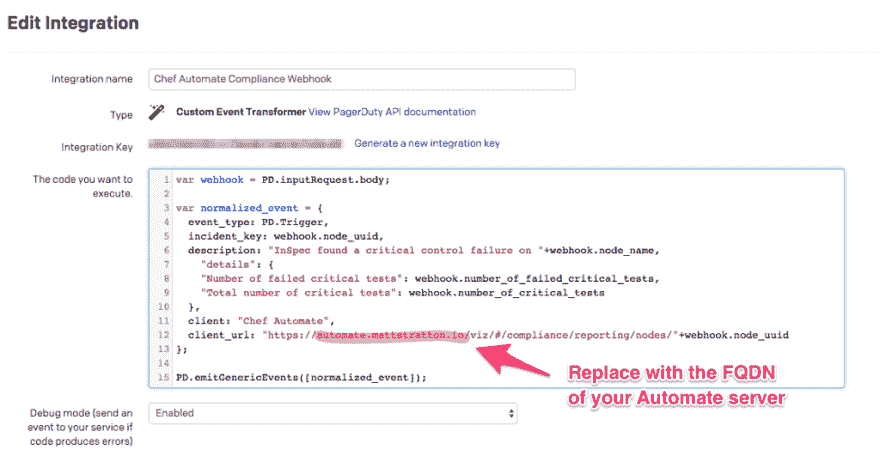 Edit Integration
Integration name Chef Automate Compliance Webhook
Type Custom Event Transformer View PagerDuty API documentation
Integration Key Generate a new integration key
The code you want to execute.
1 var webhook = PD.inputRequest.body;
2
3 var normalized_event = {
4 event_type: PD.Trigger,
5 incident_key: webhook.node_uuid,
6 description: "InSpec found a critical control failure on "+webhook.node_name,
7 "details": {
8 "Number of failed critical tests": webhook.number_of_failed_critical_tests,
9 "Total number of critical tests": webhook.number_of_critical_tests
10 },
11 client: "Chef Automate",
12 client_url: "https://automate.mattstratton.io/viz/#/compliance/reporting/nodes/"+webhook.node_uuid
13 };
14
15 PD.emitGenericEvents([normalized_event]);
Replace with the FQDN
of your Automate server
Debug mode (send an event to your service if code produces errors) Enabled